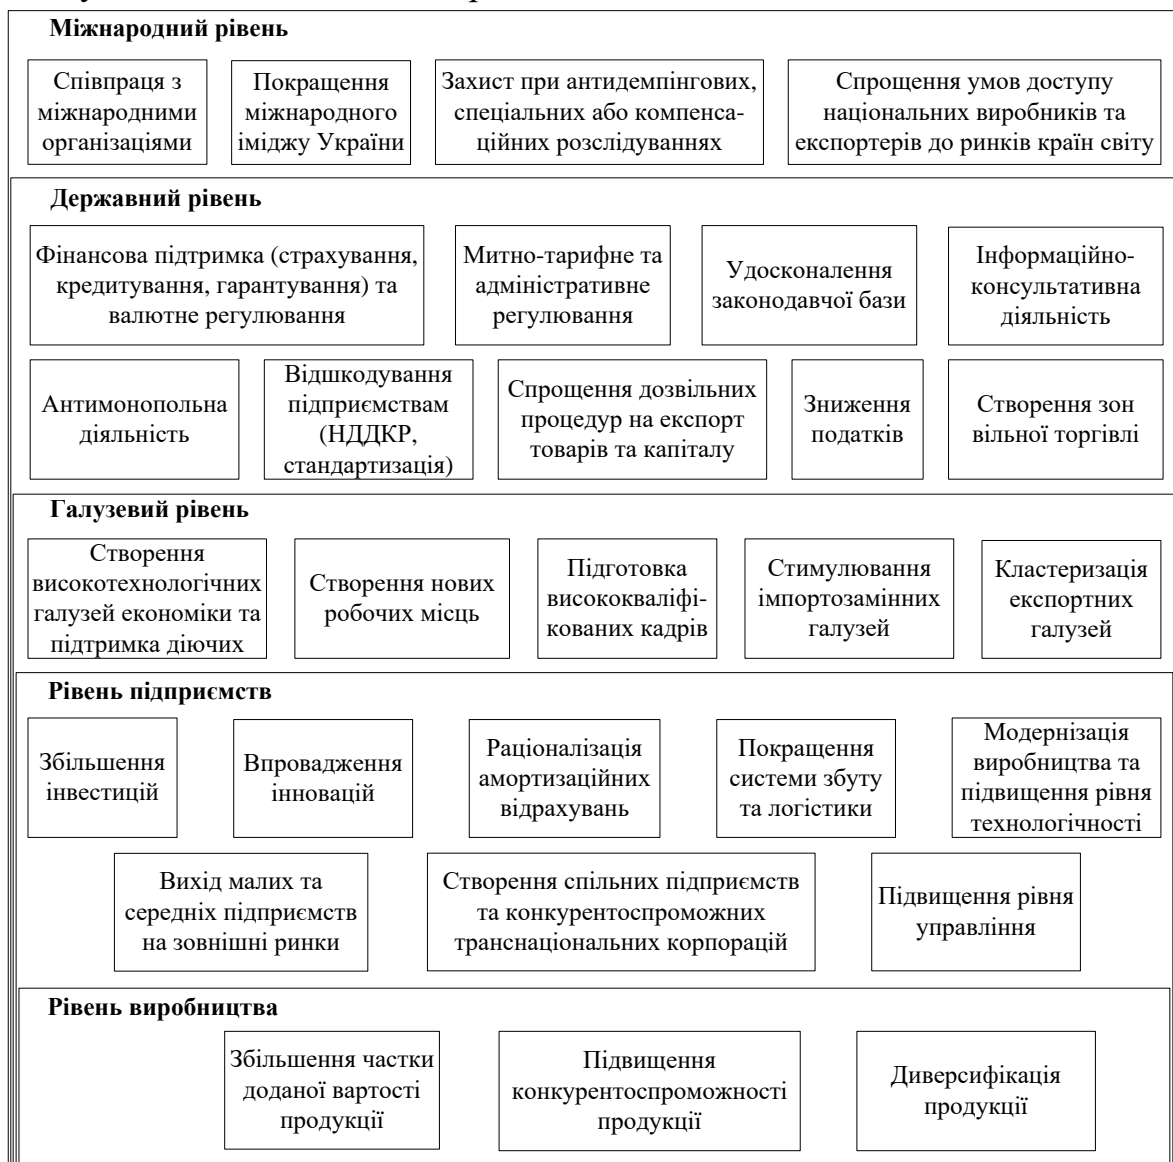 Міжнародний рівень
Співпраця з
міжнародними
організаціями
Покращення
міжнародного
іміджу України
Захист при антидемпінгових,
спеціальних або компенса-
ційних розслідуваннях
Спрощення умов доступу
національних виробників та
експортерів до ринків країн світу
Державний рівень
Фінансова підтримка (страхування,
кредитування, гарантування) та
валютне регулювання
Митно-тарифне та
адміністративне
регулювання
Удосконалення
законодавчої бази
Інформаційно-
консультативна
діяльність
Антимонопольна
діяльність
Відшкодування
підприємствам
(НДДКР,
стандартизація)
Спрощення дозвільних
процедур на експорт
товарів та капіталу
Зниження
податків
Створення зон
вільної торгівлі
Галузевий рівень
Створення
високотехнологічних
галузей економіки та
підтримка діючих
Створення нових
робочих місць
Підготовка
висококваліфі-
кованих кадрів
Стимулювання
імпортозамінних
галузей
Кластеризація
експортних
галузей
Рівень підприємств
Збільшення
інвестицій
Впровадження
інновацій
Раціоналізація
амортизаційних
відрахувань
Покращення
системи збуту
та логістики
Модернізація
виробництва та
підвищення рівня
технологічності
Вихід малих та
середніх підприємств
на зовнішні ринки
Створення спільних підприємств
та конкурентоспроможних
транснаціональних корпорацій
Підвищення рівня
управління
Рівень виробництва
Збільшення частки
доданої вартості
продукції
Підвищення
конкурентоспроможності
продукції
Диверсифікація
продукції